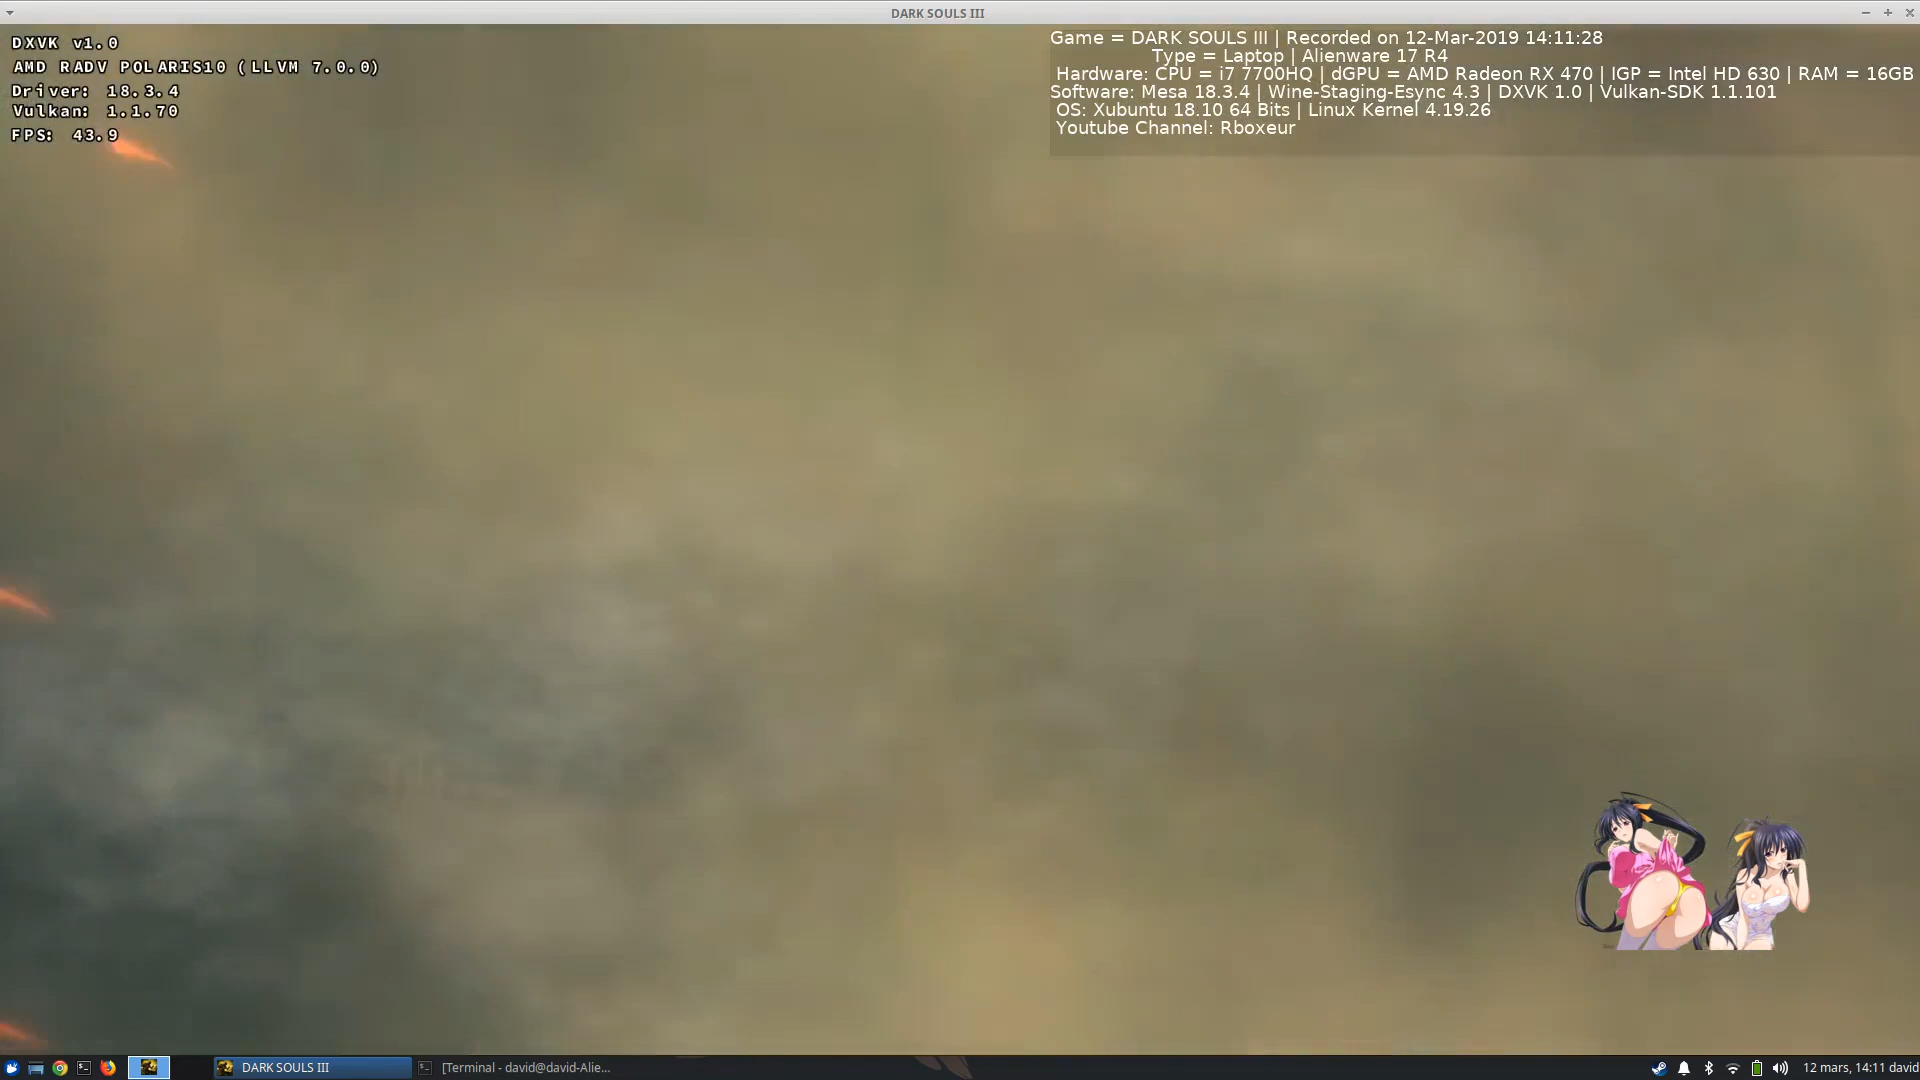 DARK SOULS III
DXVK v1.0
AMD RADV POLARIS10 (LLVM 7.0.0)
Driver: 18.3.4
Vulkan: 1.1.70
FPS: 43.9
Game = DARK SOULS III | Recorded on 12-Mar-2019 14:11:28
Type = Laptop | Alienware 17 R4
Hardware: CPU = i7 7700HQ | dGPU = AMD Radeon RX 470 | IGP = Intel HD 630 | RAM = 16GB
Software: Mesa 18.3.4 | Wine-Staging-Esync 4.3 | DXVK 1.0 | Vulkan-SDK 1.1.101
OS: Xubuntu 18.10 64 Bits | Linux Kernel 4.19.26
Youtube Channel: Rboxeur
DARK SOULS III
[Terminal - david@david-Alie...
12 mars, 14:11 david